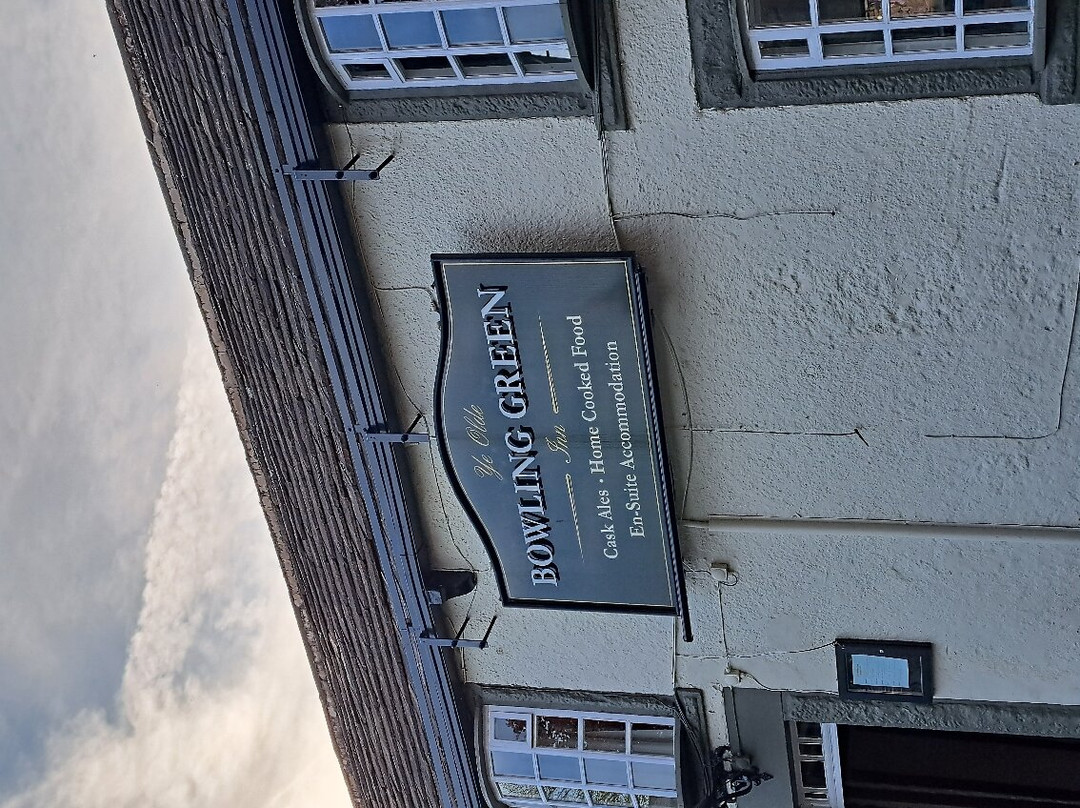 Ye Olde
BOWLING GREEN
Inn
Cask Ales · Home Cooked Food
En-Suite Accommodation